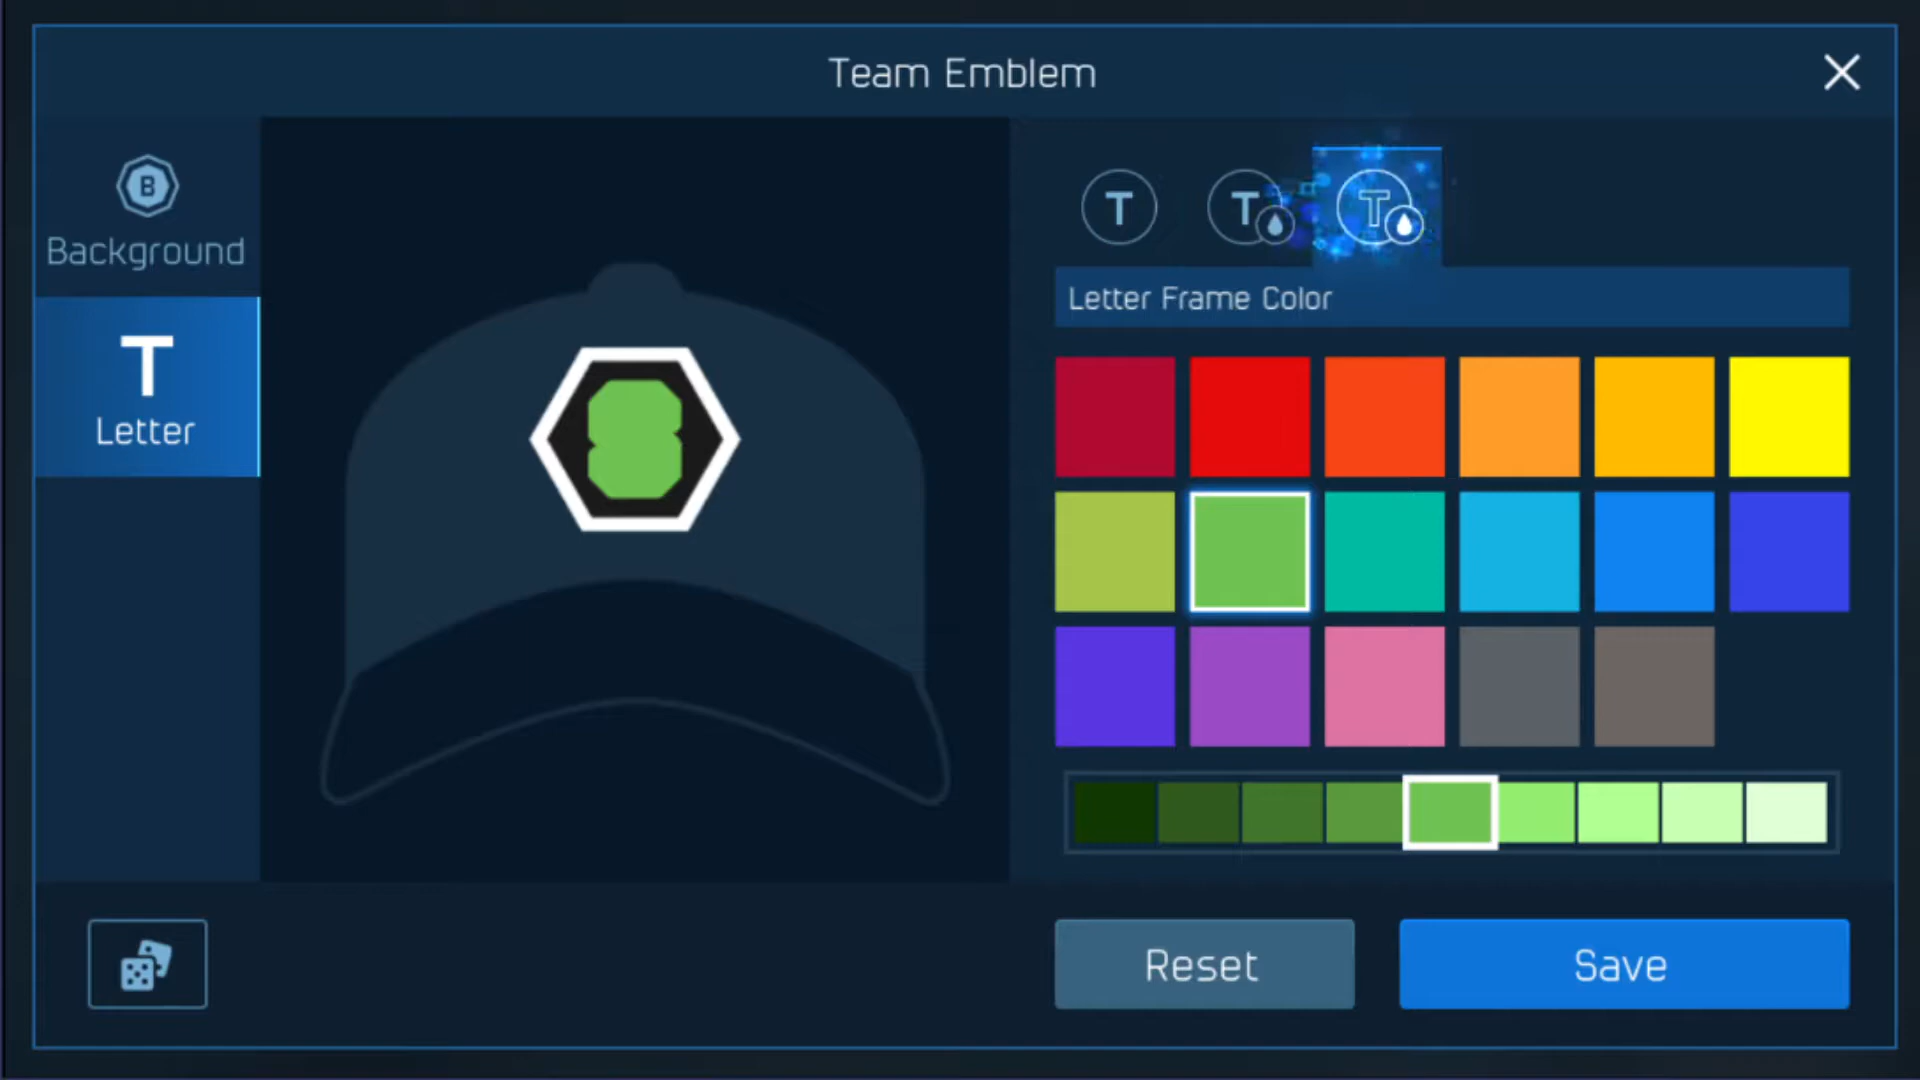 Team Emblem
B
Background
T
Letter
T
T
T
Letter Frame Color
Reset
Save